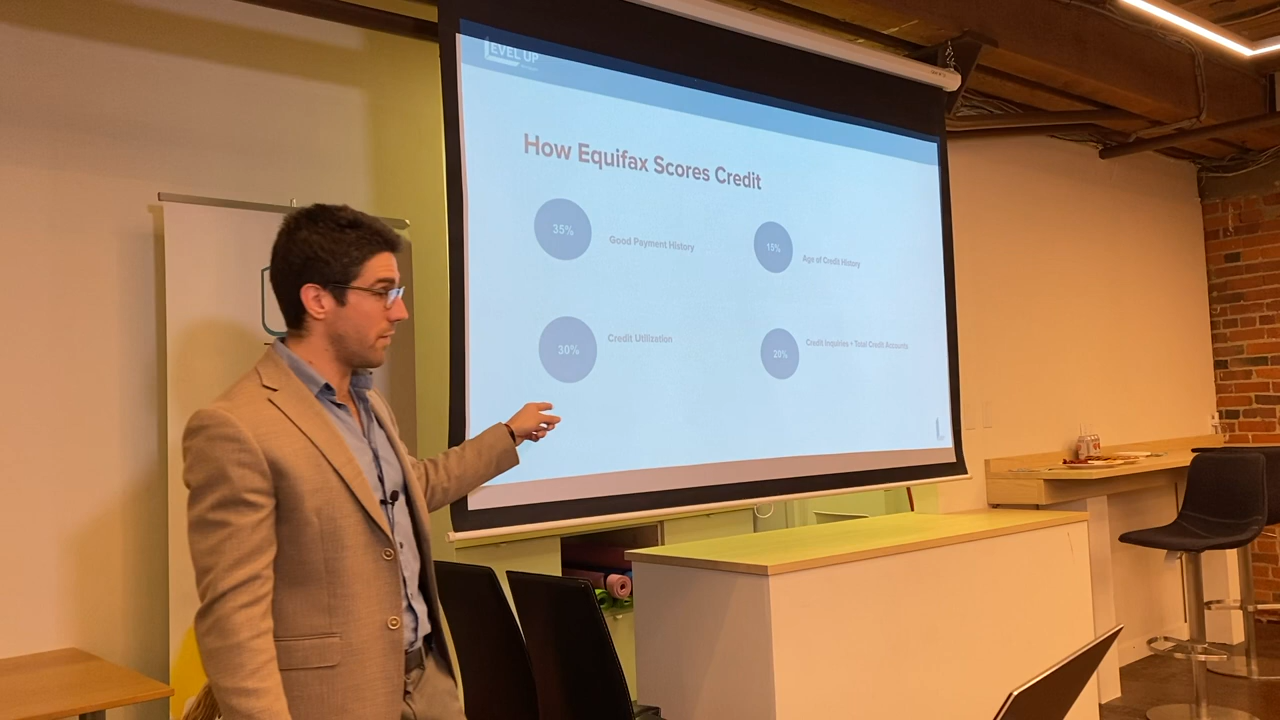 LEVEL UP
How Equifax Scores Credit
35%
Good Payment History
15%
Age of Credit History
30%
Credit Utilization
20%
Credit Inquiries + Total Credit Accounts